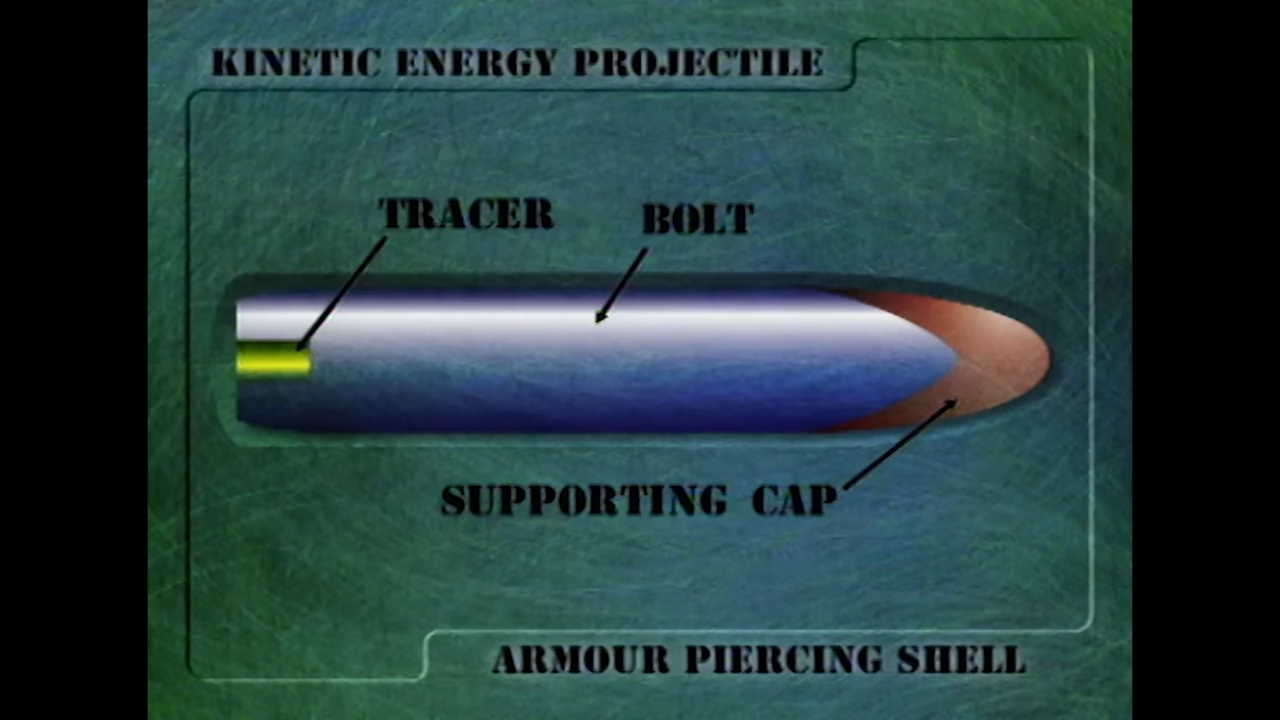 KINETIC ENERGY PROJECTILE
TRACER
BOLT
SUPPORTING CAP
ARMOUR PIERCING SHELL